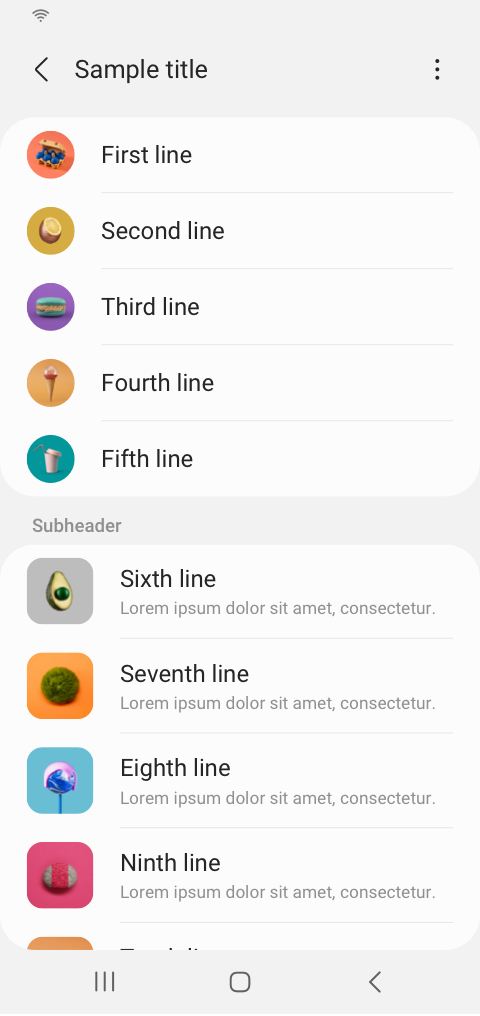 Sample title
First line
Second line
Third line
Fourth line
Fifth line
Subheader
Sixth line
Lorem ipsum dolor sit amet, consectetur.
Seventh line
Lorem ipsum dolor sit amet, consectetur.
Eighth line
Lorem ipsum dolor sit amet, consectetur.
Ninth line
Lorem ipsum dolor sit amet, consectetur.